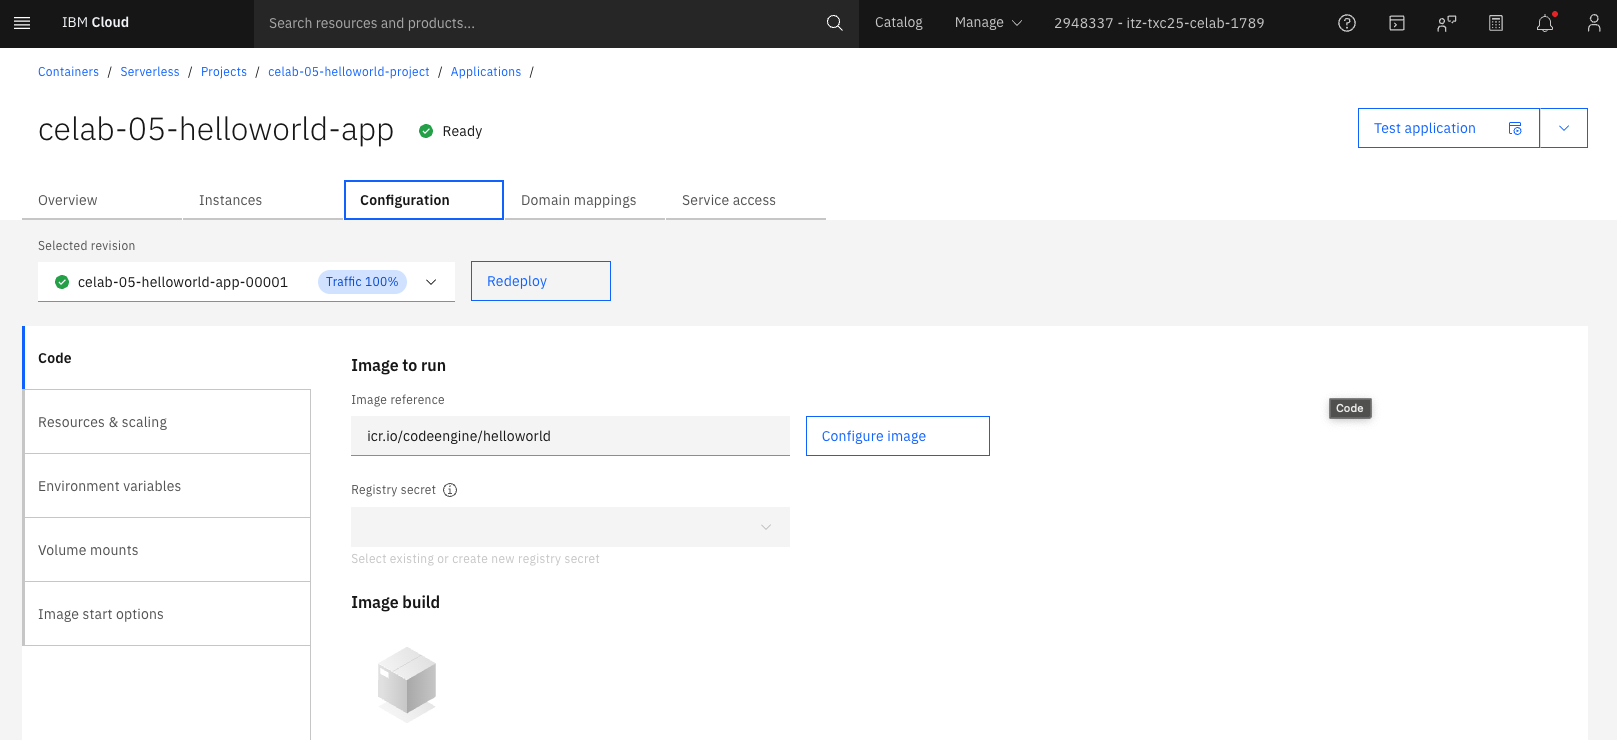 IBM Cloud
Search resources and products...
Catalog
Manage
2948337 - itz-txc25-celab-1789
Containers / Serverless / Projects / celab-05-helloworld-project / Applications /
celab-05-helloworld-app
Ready
Test application
Overview
Instances
Configuration
Domain mappings
Service access
Selected revision
celab-05-helloworld-app-00001
Traffic 100%
Redeploy
Code
Resources & scaling
Environment variables
Volume mounts
Image start options
Image to run
Image reference
icr.io/codeengine/helloworld
Configure image
Code
Registry secret
Select existing or create new registry secret
Image build